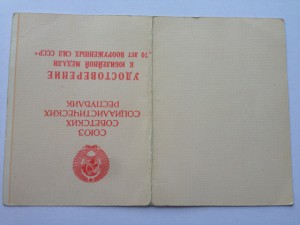 СОЮЗ
СОВЕТСКИХ
СОЦИАЛИСТИЧЕСКИХ
РЕСПУБЛИК
УДОСТОВЕРЕНИЕ
К ЮБИЛЕЙНОЙ МЕДАЛИ
„70 ЛЕТ ВООРУЖЕННЫХ СИЛ СССР“